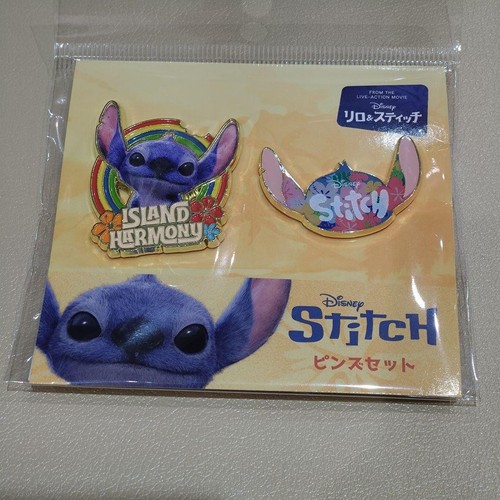 FROM THE
LIVE-ACTION MOVIE
Disney
リロ&スティッチ
ISLAND
HARMONY
DISNEY
Stitch
Disney
Stitch
ピンズセット